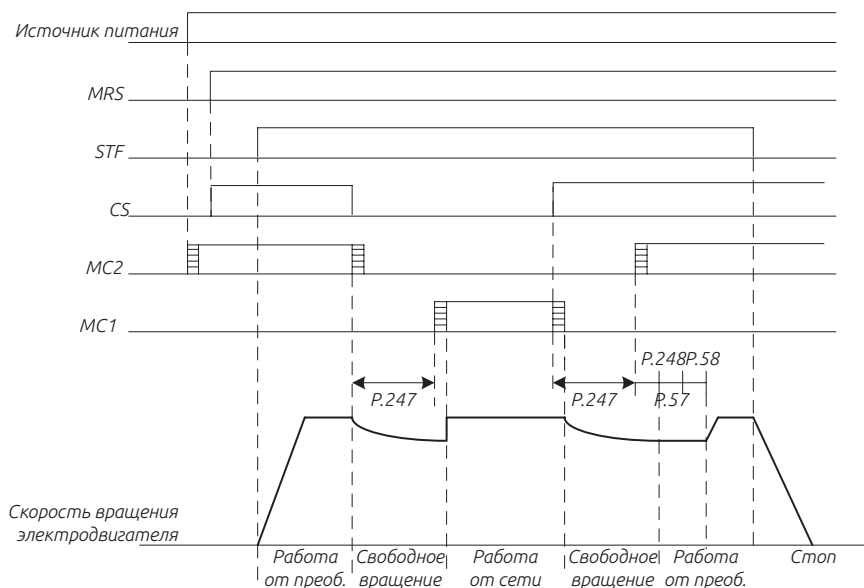 Источник питания
MRS
STF
CS
MC2
MC1
P.248 P.58
P.247
P.247
P.57
Скорость вращения
электродвигателя
Работа
от преоб.
Свободное
вращение
Работа
от сети
Свободное
вращение
Работа
от преоб.
Стоп